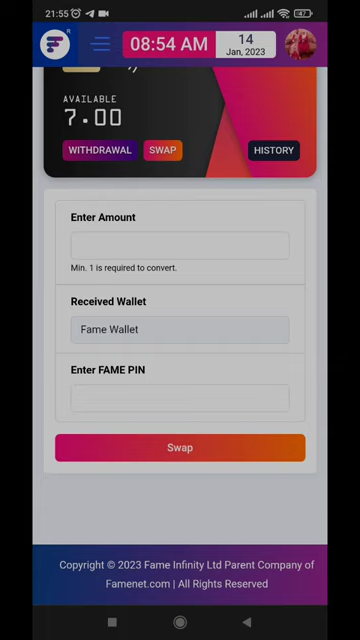 21:55
47
R
08:54 AM
14
Jan, 2023
AVAILABLE
7.00
WITHDRAWAL
SWAP
HISTORY
Enter Amount
Min. 1 is required to convert.
Received Wallet
Fame Wallet
Enter FAME PIN
Swap
Copyright © 2023 Fame Infinity Ltd Parent Company of
Famenet.com | All Rights Reserved